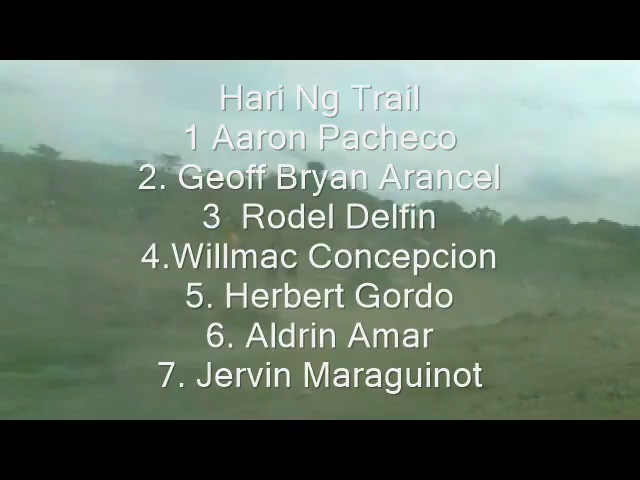 Hari Ng Trail
1 Aaron Pacheco
2. Geoff Bryan Arancel
3  Rodel Delfin
4.Willmac Concepcion
5. Herbert Gordo
6. Aldrin Amar
7. Jervin Maraguinot